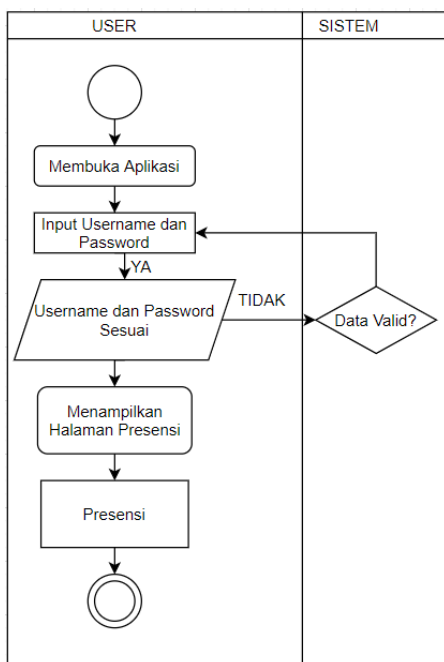 USER
SISTEM
Membuka Aplikasi
Input Username dan
Password
YA
Username dan Password
Sesuai
TIDAK
Data Valid?
Menampilkan
Halaman Presensi
Presensi